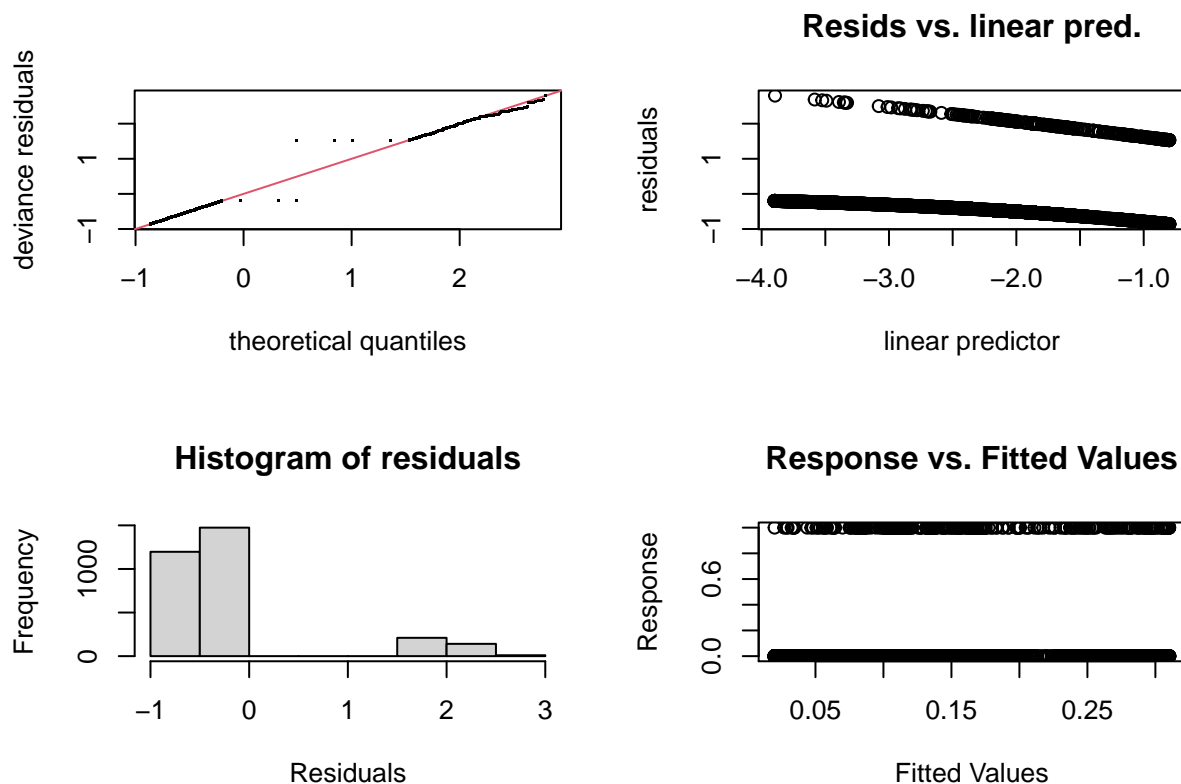 deviance residuals
−1
1
−1
0
1
2
theoretical quantiles
Resids vs. linear pred.
residuals
−1
1
−4.0
−3.0
−2.0
−1.0
linear predictor
Histogram of residuals
Frequency
0
1000
−1
0
1
2
3
Residuals
Response vs. Fitted Values
Response
0.0
0.6
0.05
0.15
0.25
Fitted Values